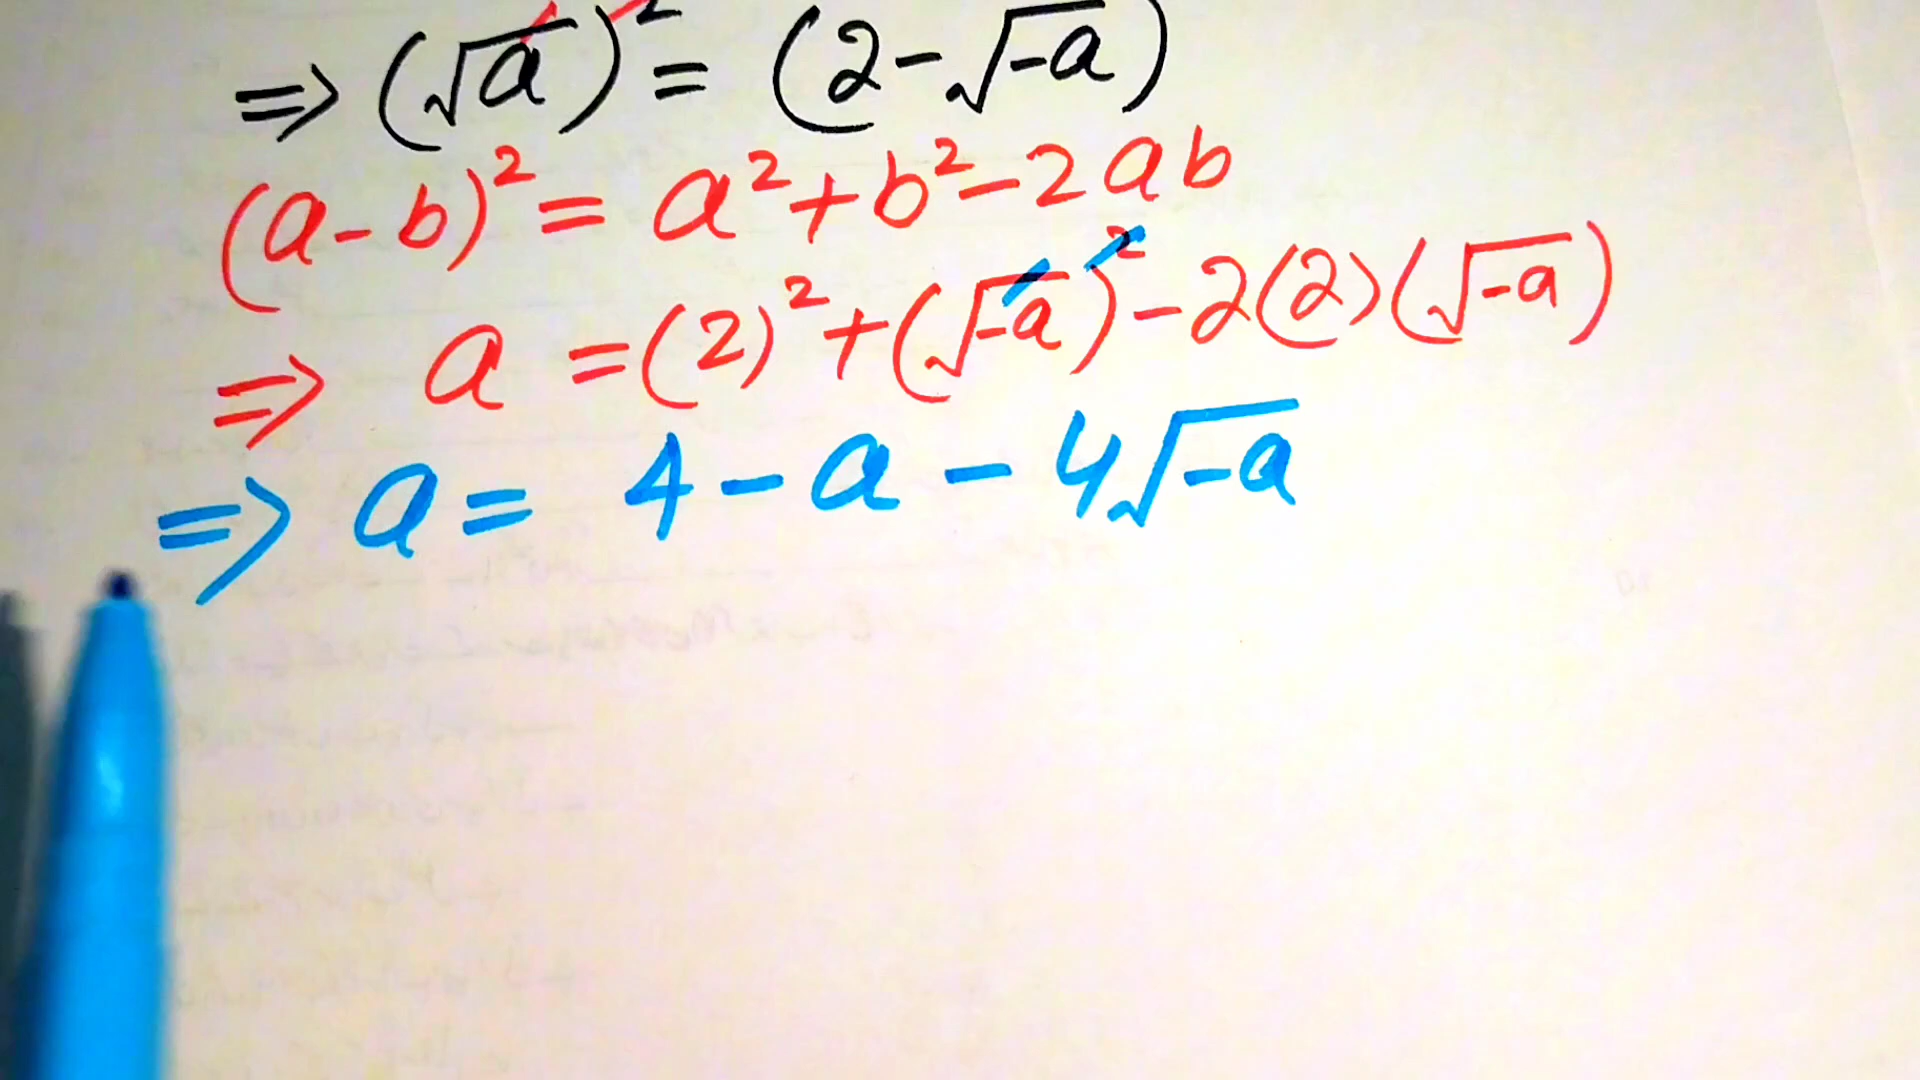 ⇒ (√a)² = (2-√-a)
(a-b)² = a²+b²-2ab
⇒ a = (2)²+(√-a)²-2(2)(√-a)
⇒ a = 4-a-4√-a